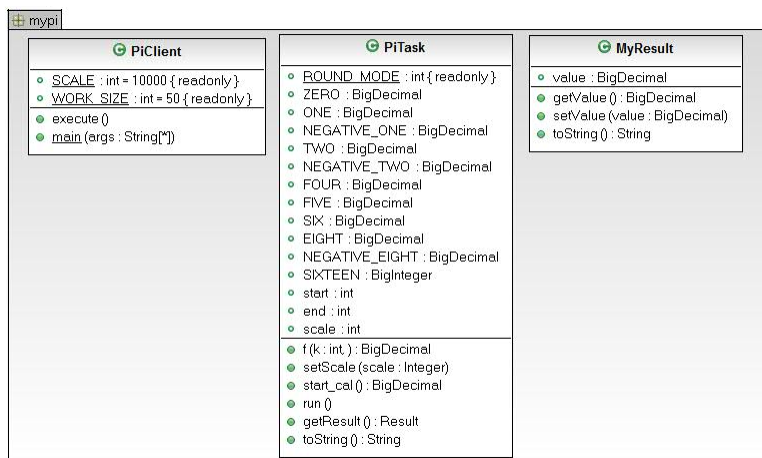 mypi
PiClient
SCALE : int = 10000 { readonly }
WORK_SIZE : int = 50 { readonly }
execute ()
main (args : String[*])
PiTask
ROUND_MODE : int { readonly }
ZERO : BigDecimal
ONE : BigDecimal
NEGATIVE_ONE : BigDecimal
TWO : BigDecimal
NEGATIVE_TWO : BigDecimal
FOUR : BigDecimal
FIVE : BigDecimal
SIX : BigDecimal
EIGHT : BigDecimal
NEGATIVE_EIGHT : BigDecimal
SIXTEEN : BigInteger
start : int
end : int
scale : int
f (k : int, ) : BigDecimal
setScale (scale : Integer)
start_cal () : BigDecimal
run ()
getResult () : Result
toString () : String
MyResult
value : BigDecimal
getValue () : BigDecimal
setValue (value : BigDecimal)
toString () : String